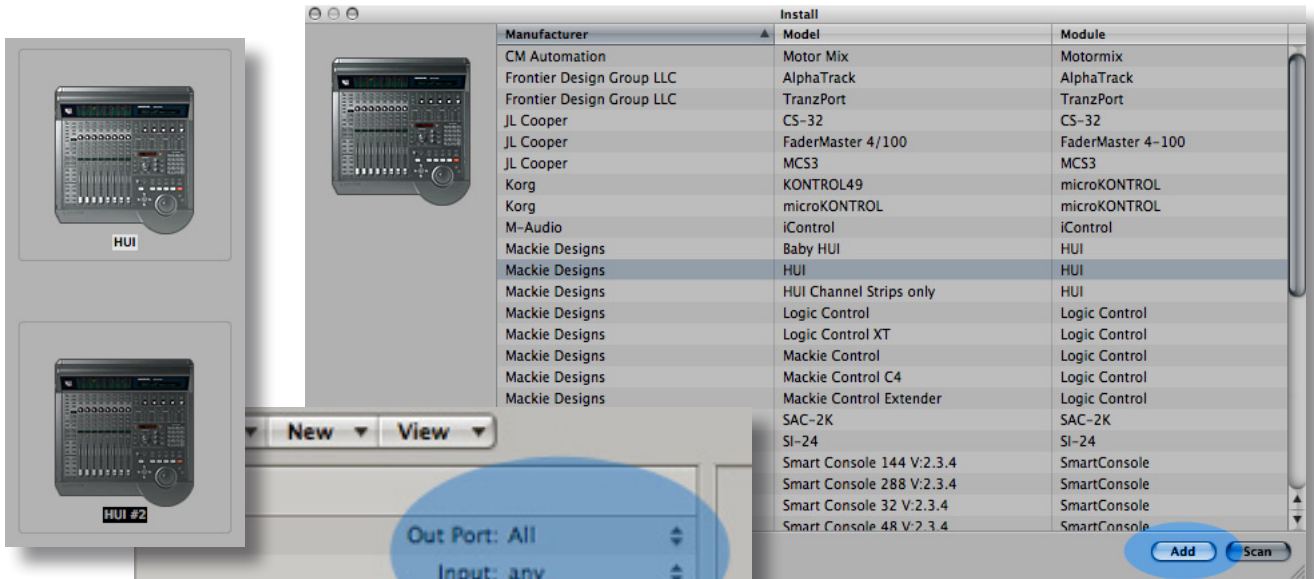 Install
Manufacturer Model Module
CM Automation Motor Mix Motormix
Frontier Design Group LLC AlphaTrack AlphaTrack
Frontier Design Group LLC TranzPort TranzPort
JL Cooper CS-32 CS-32
JL Cooper FaderMaster 4/100 FaderMaster 4-100
JL Cooper MCS3 MCS3
Korg KONTROL49 microKONTROL
Korg microKONTROL microKONTROL
M-Audio iControl iControl
Mackie Designs Baby HUI HUI
Mackie Designs HUI HUI
Mackie Designs HUI Channel Strips only HUI
Mackie Designs Logic Control Logic Control
Mackie Designs Logic Control XT Logic Control
Mackie Designs Mackie Control Logic Control
Mackie Designs Mackie Control C4 Logic Control
Mackie Designs Mackie Control Extender Logic Control
SAC-2K SAC-2K
SI-24 SI-24
Smart Console 144 V:2.3.4 SmartConsole
Smart Console 288 V:2.3.4 SmartConsole
Smart Console 32 V:2.3.4 SmartConsole
Smart Console 48 V:2.3.4 SmartConsole
Add Scan
HUI
HUI #2
New View
Out Port: All
Input: any